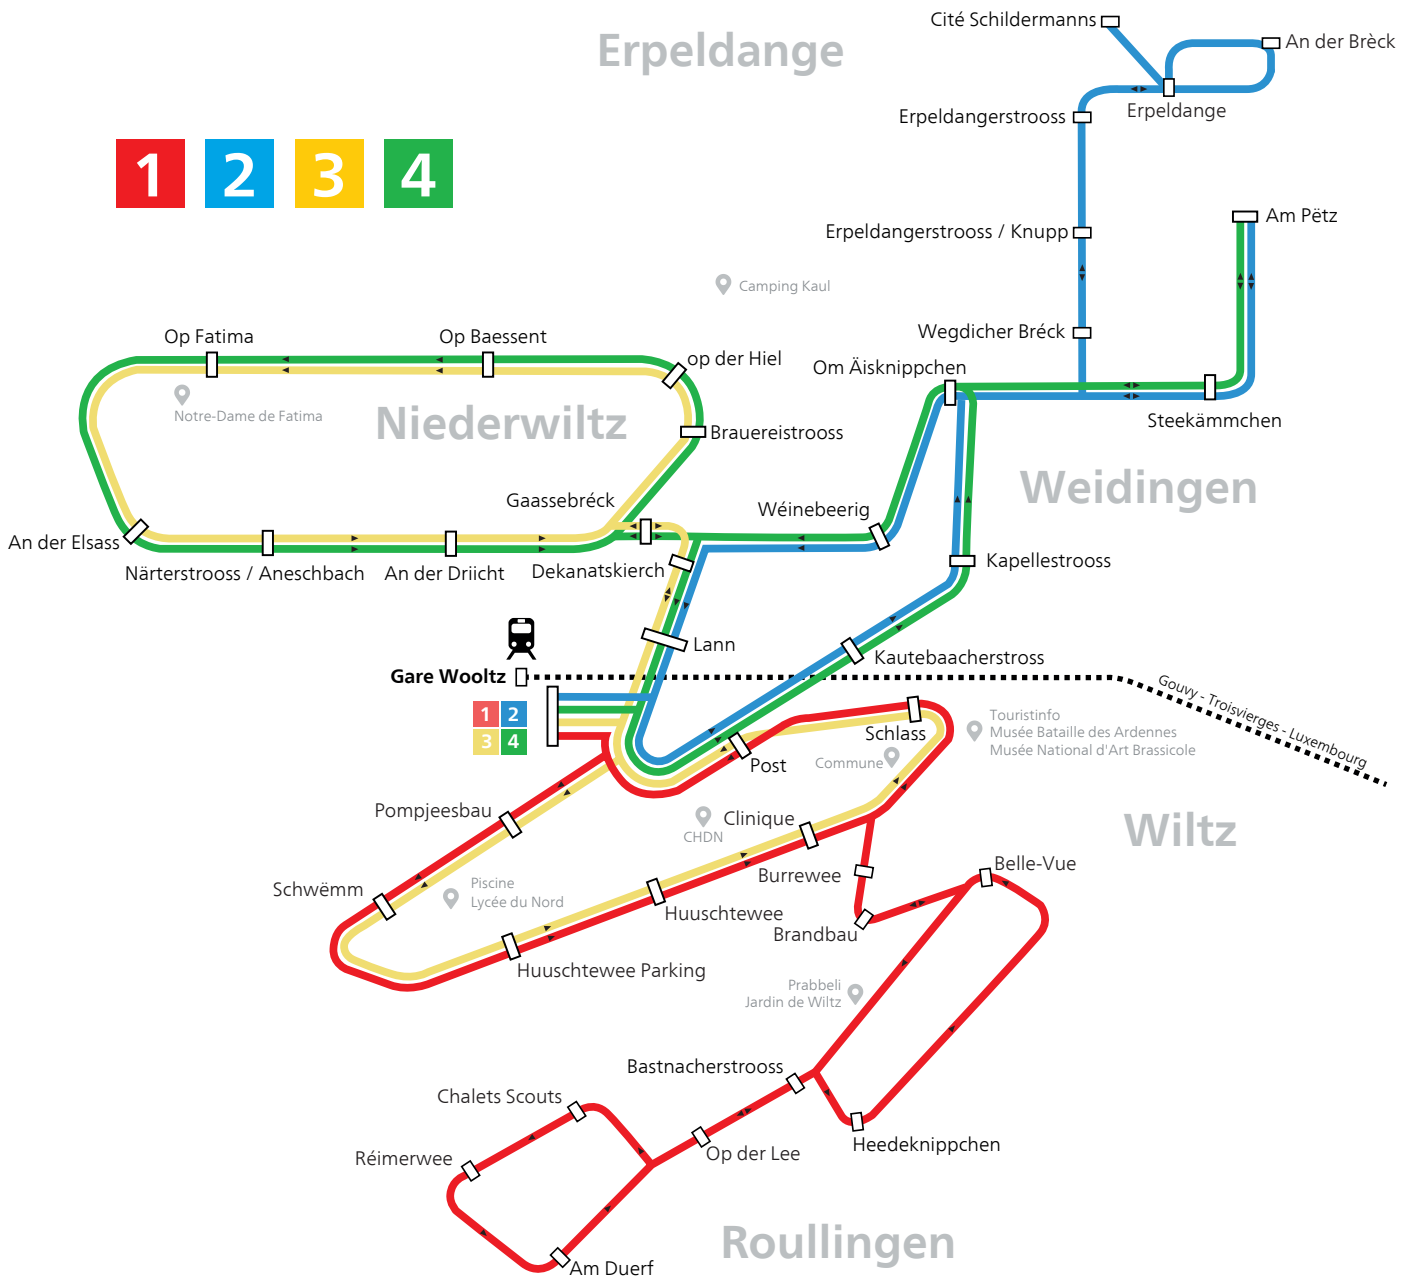 Cité Schildermanns
An der Brèck
Erpeldange
Erpeldange
Erpeldangerstrooss
1 2 3 4
Am Pëtz
Erpeldangerstrooss / Knupp
Camping Kaul
Wegdicher Bréck
Op Fatima
Op Baessent
op der Hiel
Om Äisknippchen
Notre-Dame de Fatima
Niederwiltz
Brauereistrooss
Steekämmchen
Weidingen
Gaassebréck
Wéinebeerig
An der Elsass
Närterstrooss / Aneschbach
An der Driicht
Dekanatskierch
Kapellestrooss
Lann
Kautebaacherstross
Gare Wooltz
Gouvy - Troisvierges - Luxembourg
1 2
3 4
Schlass
Touristinfo
Musée Bataille des Ardennes
Musée National d'Art Brassicole
Post
Commune
Pompjeesbau
Clinique
CHDN
Wiltz
Schwëmm
Piscine
Lycée du Nord
Burrewee
Belle-Vue
Huuschtewee
Brandbau
Huuschtewee Parking
Prabbeli
Jardin de Wiltz
Bastnacherstrooss
Chalets Scouts
Heedeknippchen
Op der Lee
Réimerwee
Roullingen
Am Duerf